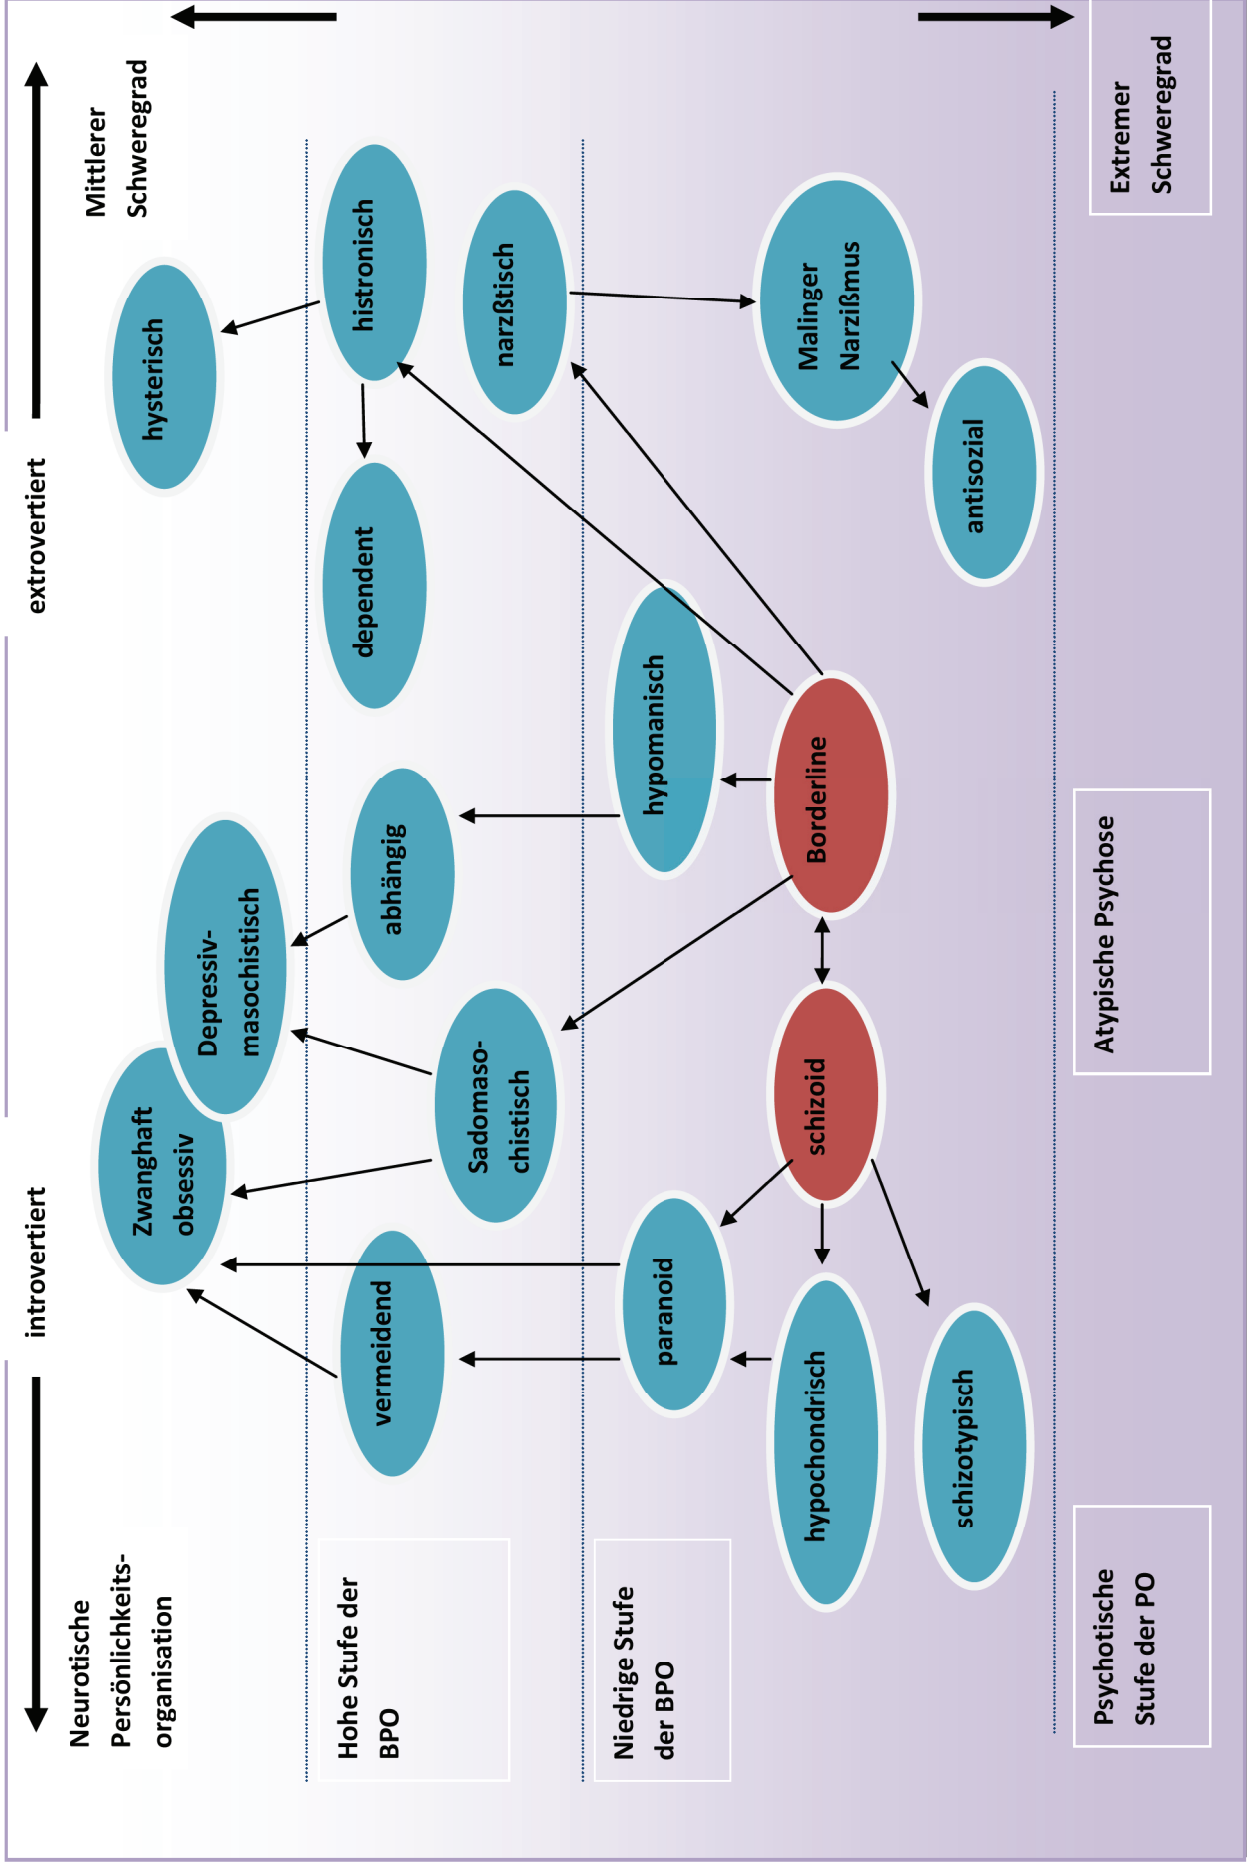 introvertiert
extrovertiert
Neurotische
Persönlichkeits-
organisation
Mittlerer
Schweregrad
Zwanghaft
obsessiv
Depressiv-
masochistisch
hysterisch
Hohe Stufe der
BPO
vermeidend
abhängig
dependent
histronisch
Sadomaso-
chistisch
narzßtisch
Niedrige Stufe
der BPO
paranoid
hypomanisch
hypochondrisch
schizoid
Borderline
Malinger
Narzißmus
schizotypisch
antisozial
Psychotische
Stufe der PO
Atypische Psychose
Extremer
Schweregrad